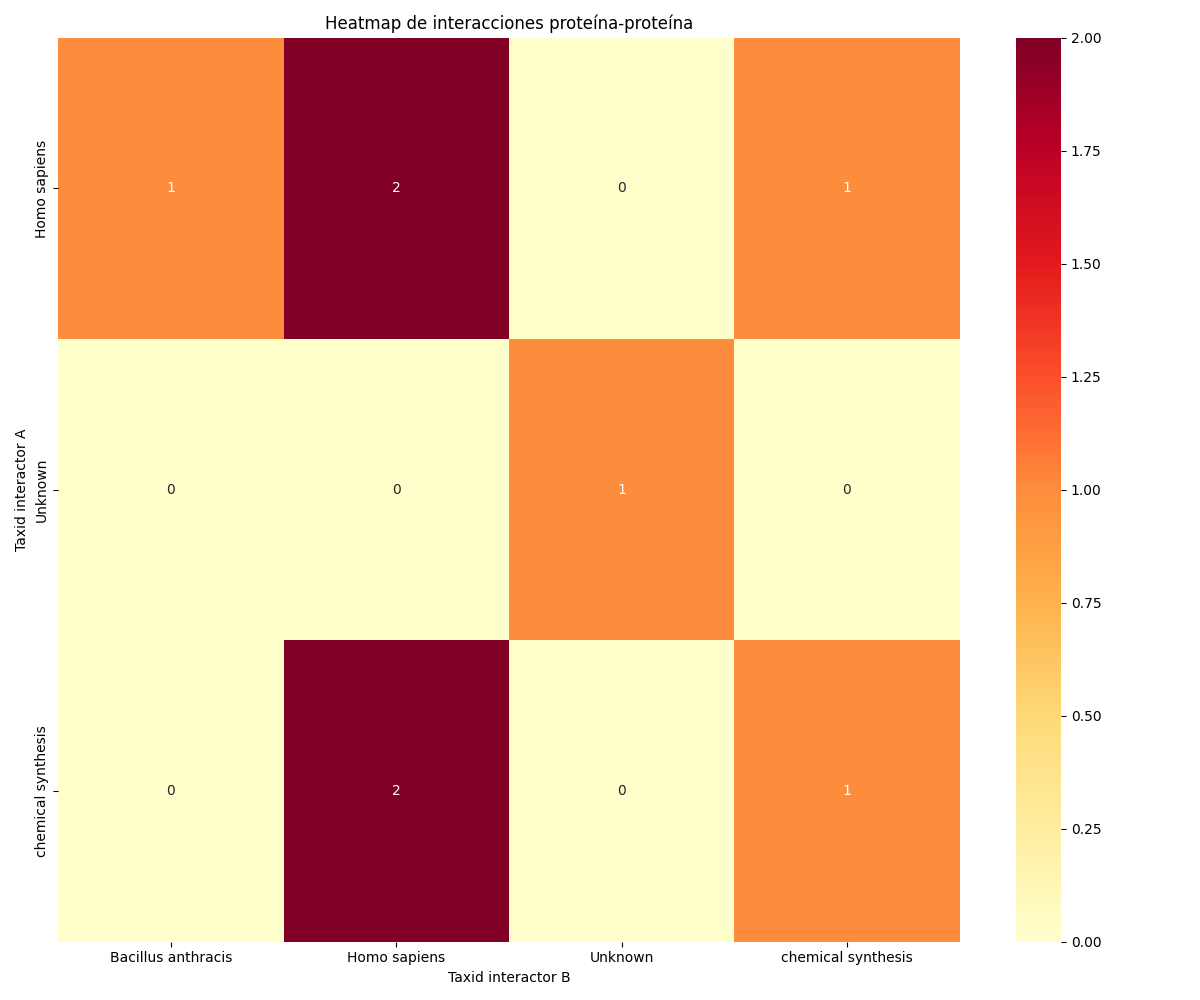 Heatmap de interacciones proteína-proteína
Taxid interactor A
Homo sapiens
1 2 0 1
Unknown
0 0 1 0
chemical synthesis
0 2 0 1
Bacillus anthracis Homo sapiens Unknown chemical synthesis
Taxid interactor B
2.00
1.75
1.50
1.25
1.00
0.75
0.50
0.25
0.00